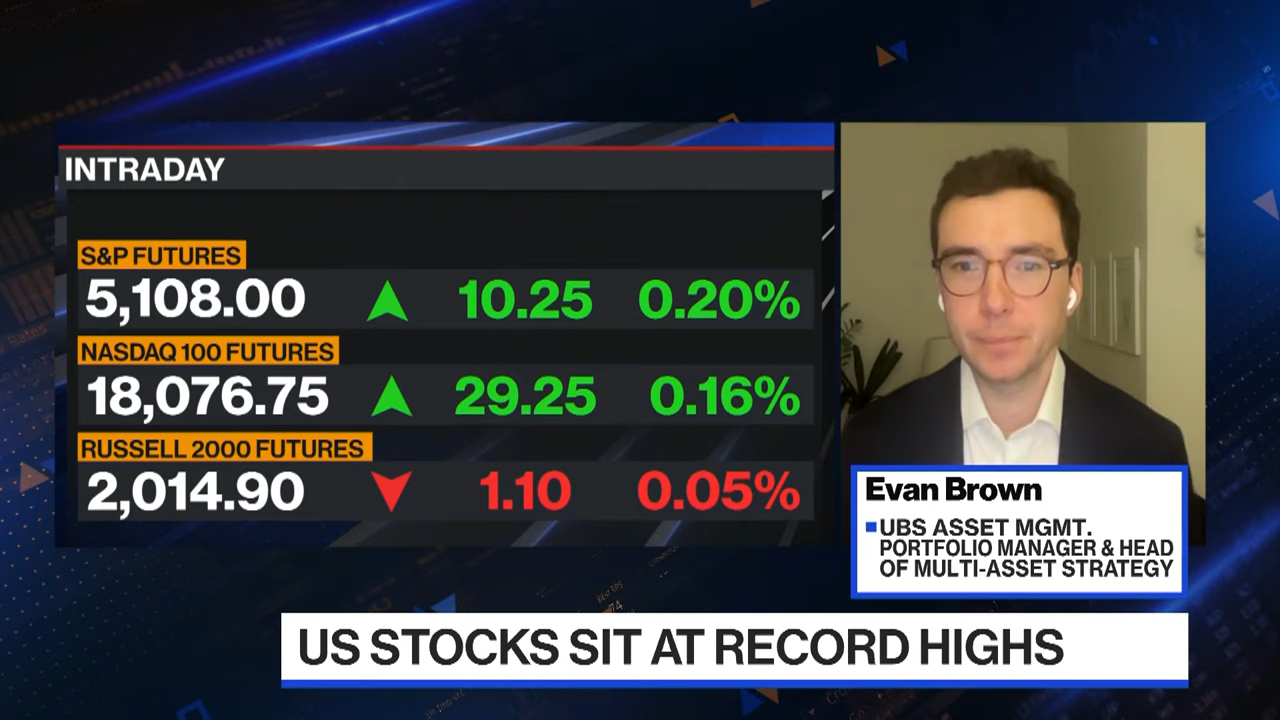 INTRADAY
S&P FUTURES
5,108.00 10.25 0.20%
NASDAQ 100 FUTURES
18,076.75 29.25 0.16%
RUSSELL 2000 FUTURES
2,014.90 1.10 0.05%
Evan Brown
UBS ASSET MGMT.
PORTFOLIO MANAGER & HEAD
OF MULTI-ASSET STRATEGY
US STOCKS SIT AT RECORD HIGHS